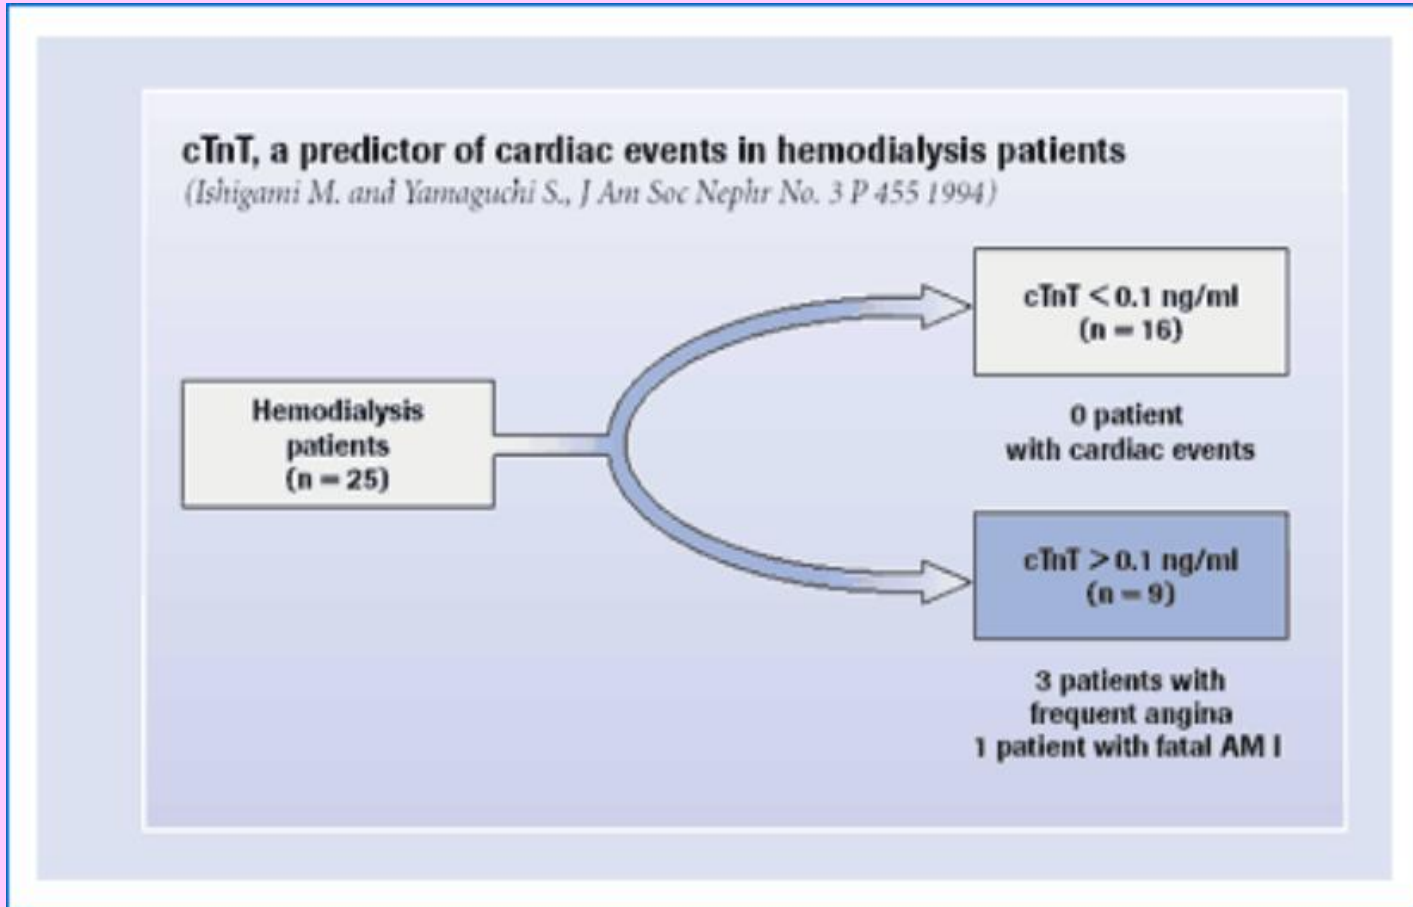 cTnT, a predictor of cardiac events in hemodialysis patients
(Ishigami M. and Yamaguchi S., J Am Soc Nephr No. 3 P 455 1994)
cTnT < 0.1 ng/ml
(n = 16)
Hemodialysis
patients
(n = 25)
0 patient
with cardiac events
cTnT > 0.1 ng/ml
(n = 9)
3 patients with
frequent angina
1 patient with fatal AM I